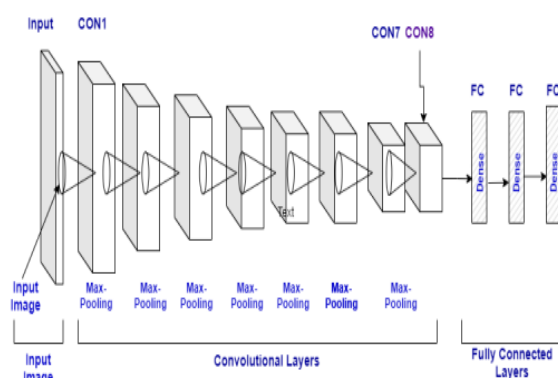 Input
CON1
CON7 CON8
FC
FC
FC
Dense
Dense
Dense
Text
Input
Image
Max-
Pooling
Max-
Pooling
Max-
Pooling
Max-
Pooling
Max-
Pooling
Max-
Pooling
Max-
Pooling
Input
Image
Convolutional Layers
Fully Connected
Layers